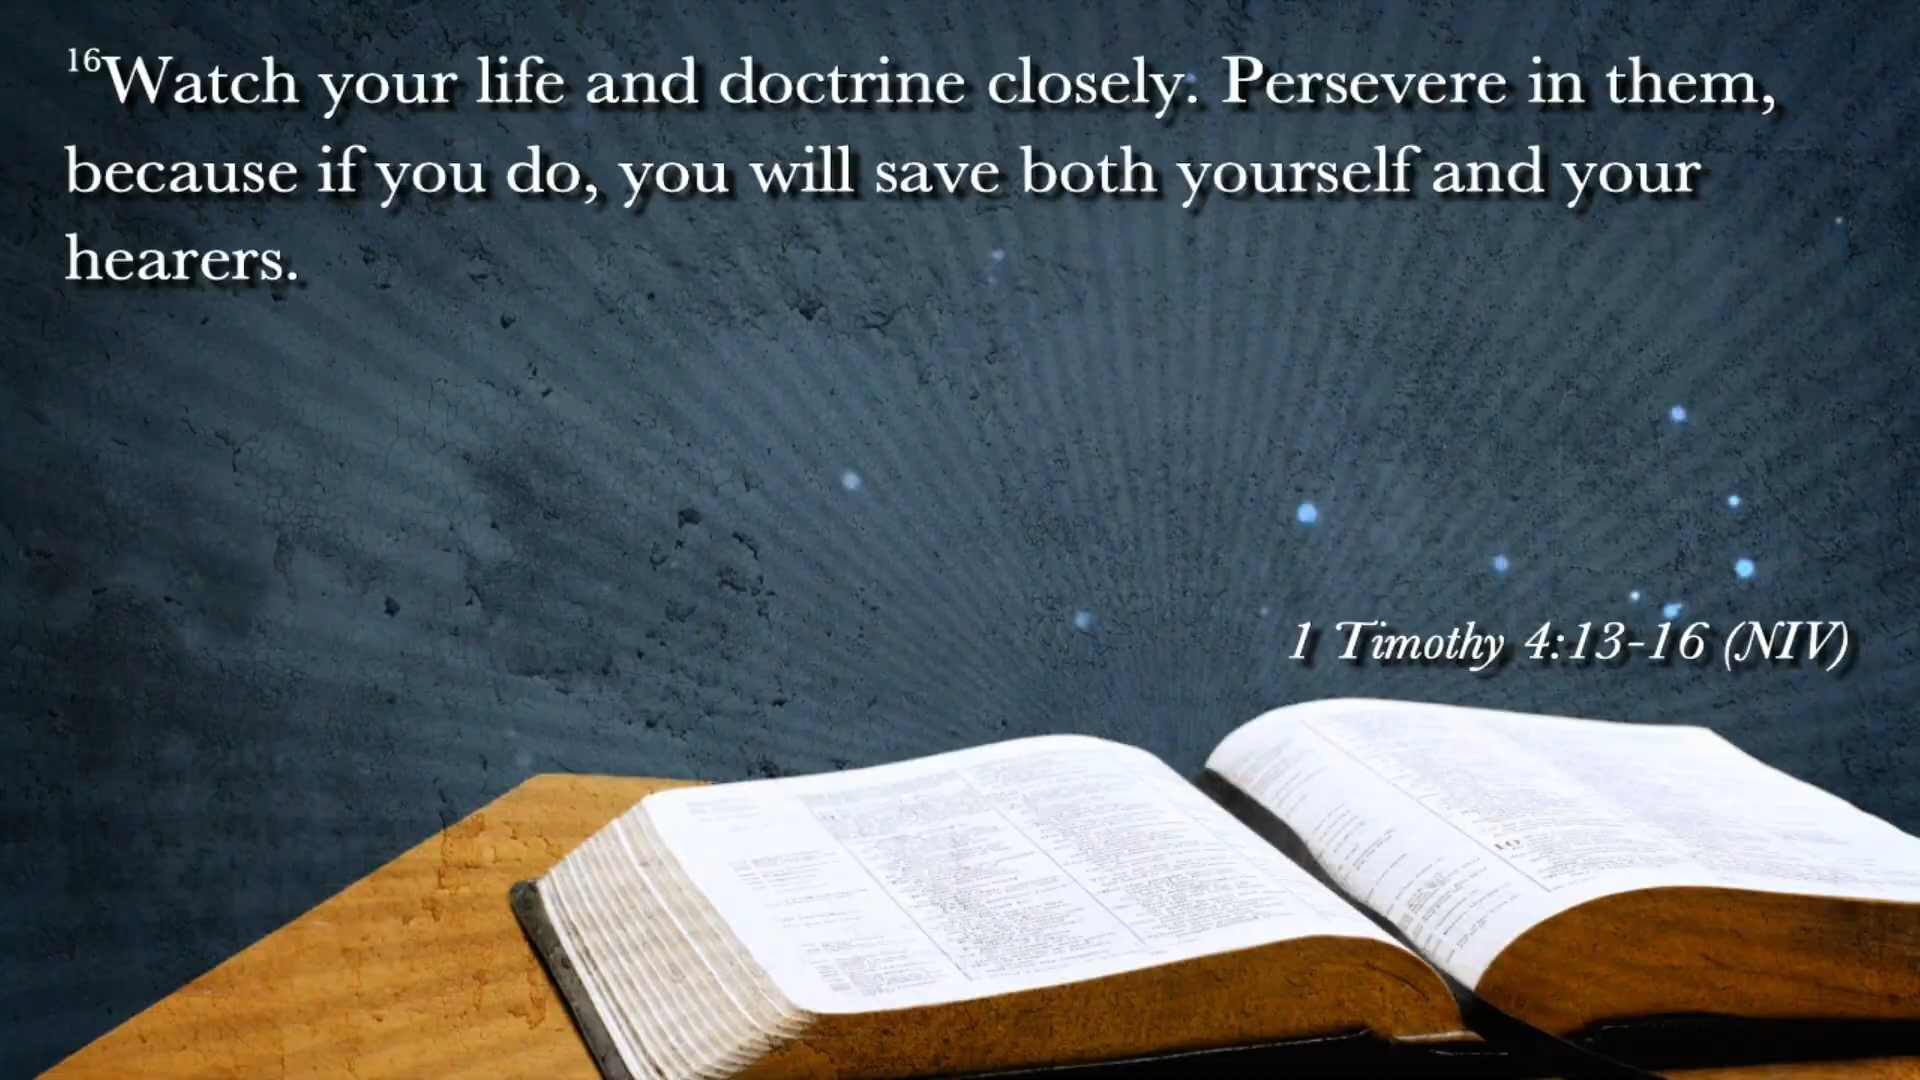 16Watch your life and doctrine closely. Persevere in them,
because if you do, you will save both yourself and your
hearers.
1 Timothy 4:13-16 (NIV)